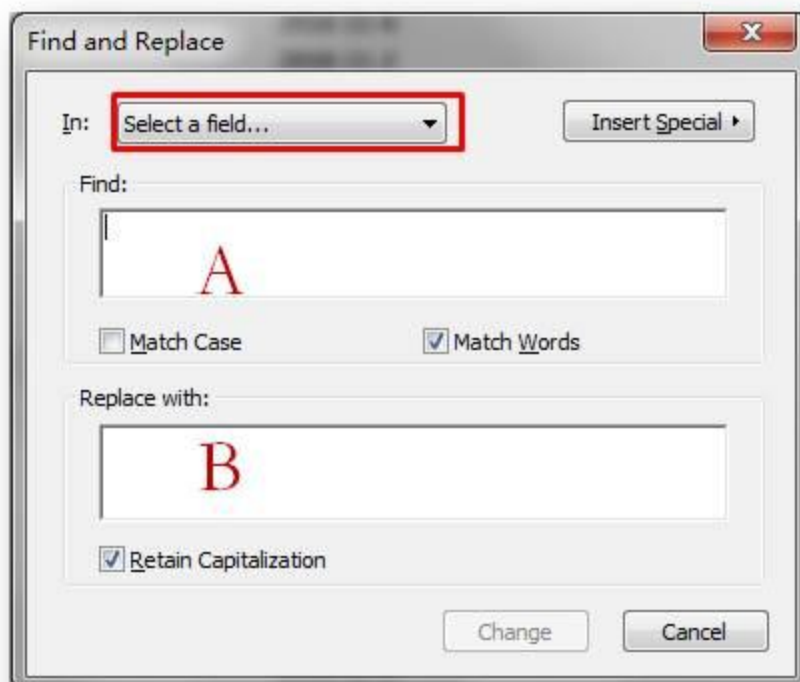 Find and Replace
In: Select a field... Insert Special
Find:
A
Match Case Match Words
Replace with:
B
Retain Capitalization
Change Cancel